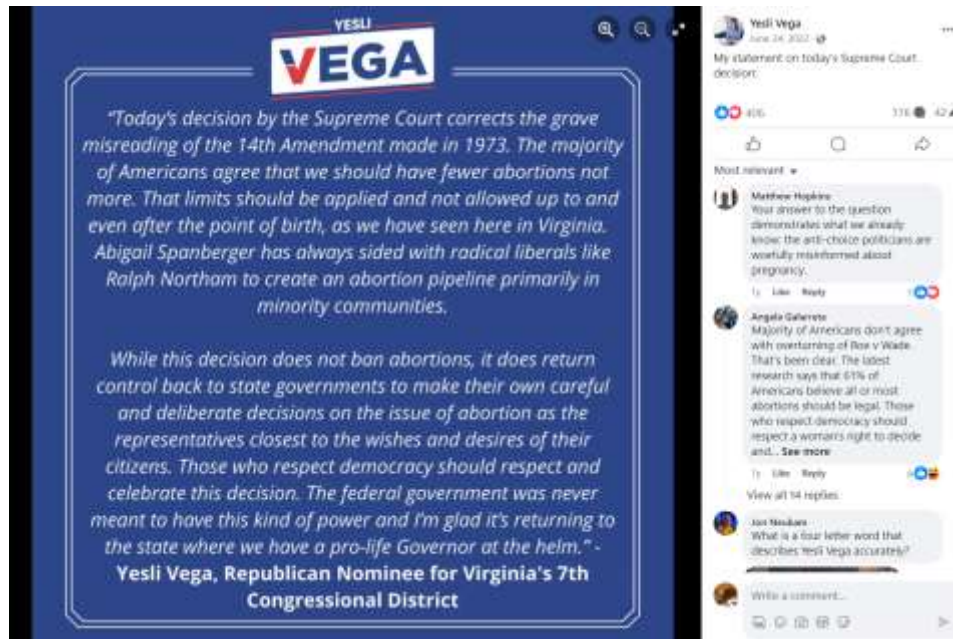 YESLI
VEGA
"Today's decision by the Supreme Court corrects the grave
misreading of the 14th Amendment made in 1973. The majority
of Americans agree that we should have fewer abortions not
more. That limits should be applied and not allowed up to and
even after the point of birth, as we have seen here in Virginia.
Abigail Spanberger has always sided with radical liberals like
Ralph Northam to create an abortion pipeline primarily in
minority communities.
While this decision does not ban abortions, it does return
control back to state governments to make their own careful
and deliberate decisions on the issue of abortion as the
representatives closest to the wishes and desires of their
citizens. Those who respect democracy should respect and
celebrate this decision. The federal government was never
meant to have this kind of power and I'm glad it's returning to
the state where we have a pro-life Governor at the helm." -
Yesli Vega, Republican Nominee for Virginia's 7th
Congressional District
Yesli Vega
June 24, 2022
My statement on today's Supreme Court
decision:
406
Most relevant
Matthew Hopkins
Your answer to the question
demonstrates what we already
know: the anti-choice politicians are
woefully misinformed about
pregnancy.
1y Like Reply
Angela
Majority of Americans don't agree
with overturning of Roe v Wade.
That's been clear. The latest
research says that 61% of
Americans believe all or most
abortions should be legal. Those
who respect democracy should
respect a woman's right to decide
and... See more
1y Like Reply
View all 14 replies
Jon
What is a four letter word that
describes Yesli Vega accurately?
Write a comment...